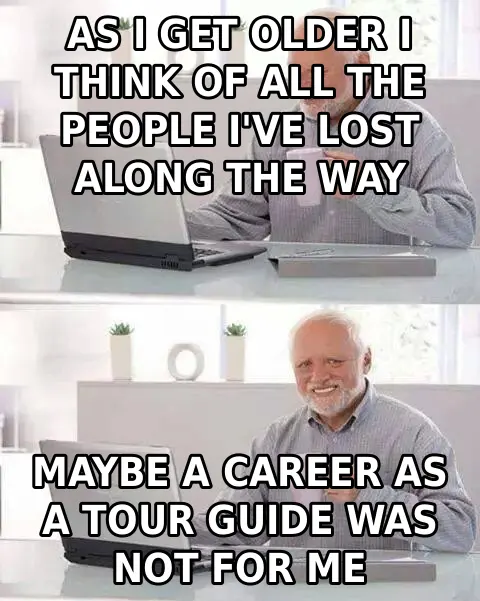 AS I GET OLDER I
THINK OF ALL THE
PEOPLE I'VE LOST
ALONG THE WAY
MAYBE A CAREER AS
A TOUR GUIDE WAS
NOT FOR ME